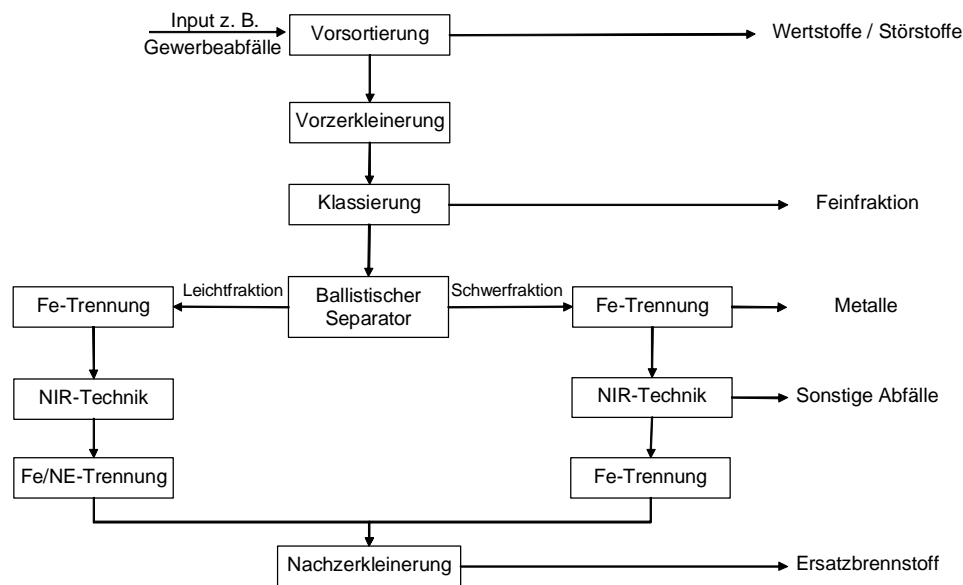 Input z. B.
Gewerbeabfälle
Vorsortierung
Wertstoffe / Störstoffe
Vorzerkleinerung
Klassierung
Feinfraktion
Leichtfraktion
Ballistischer
Separator
Schwerfraktion
Fe-Trennung
Fe-Trennung
Metalle
NIR-Technik
NIR-Technik
Sonstige Abfälle
Fe/NE-Trennung
Fe-Trennung
Nachzerkleinerung
Ersatzbrennstoff